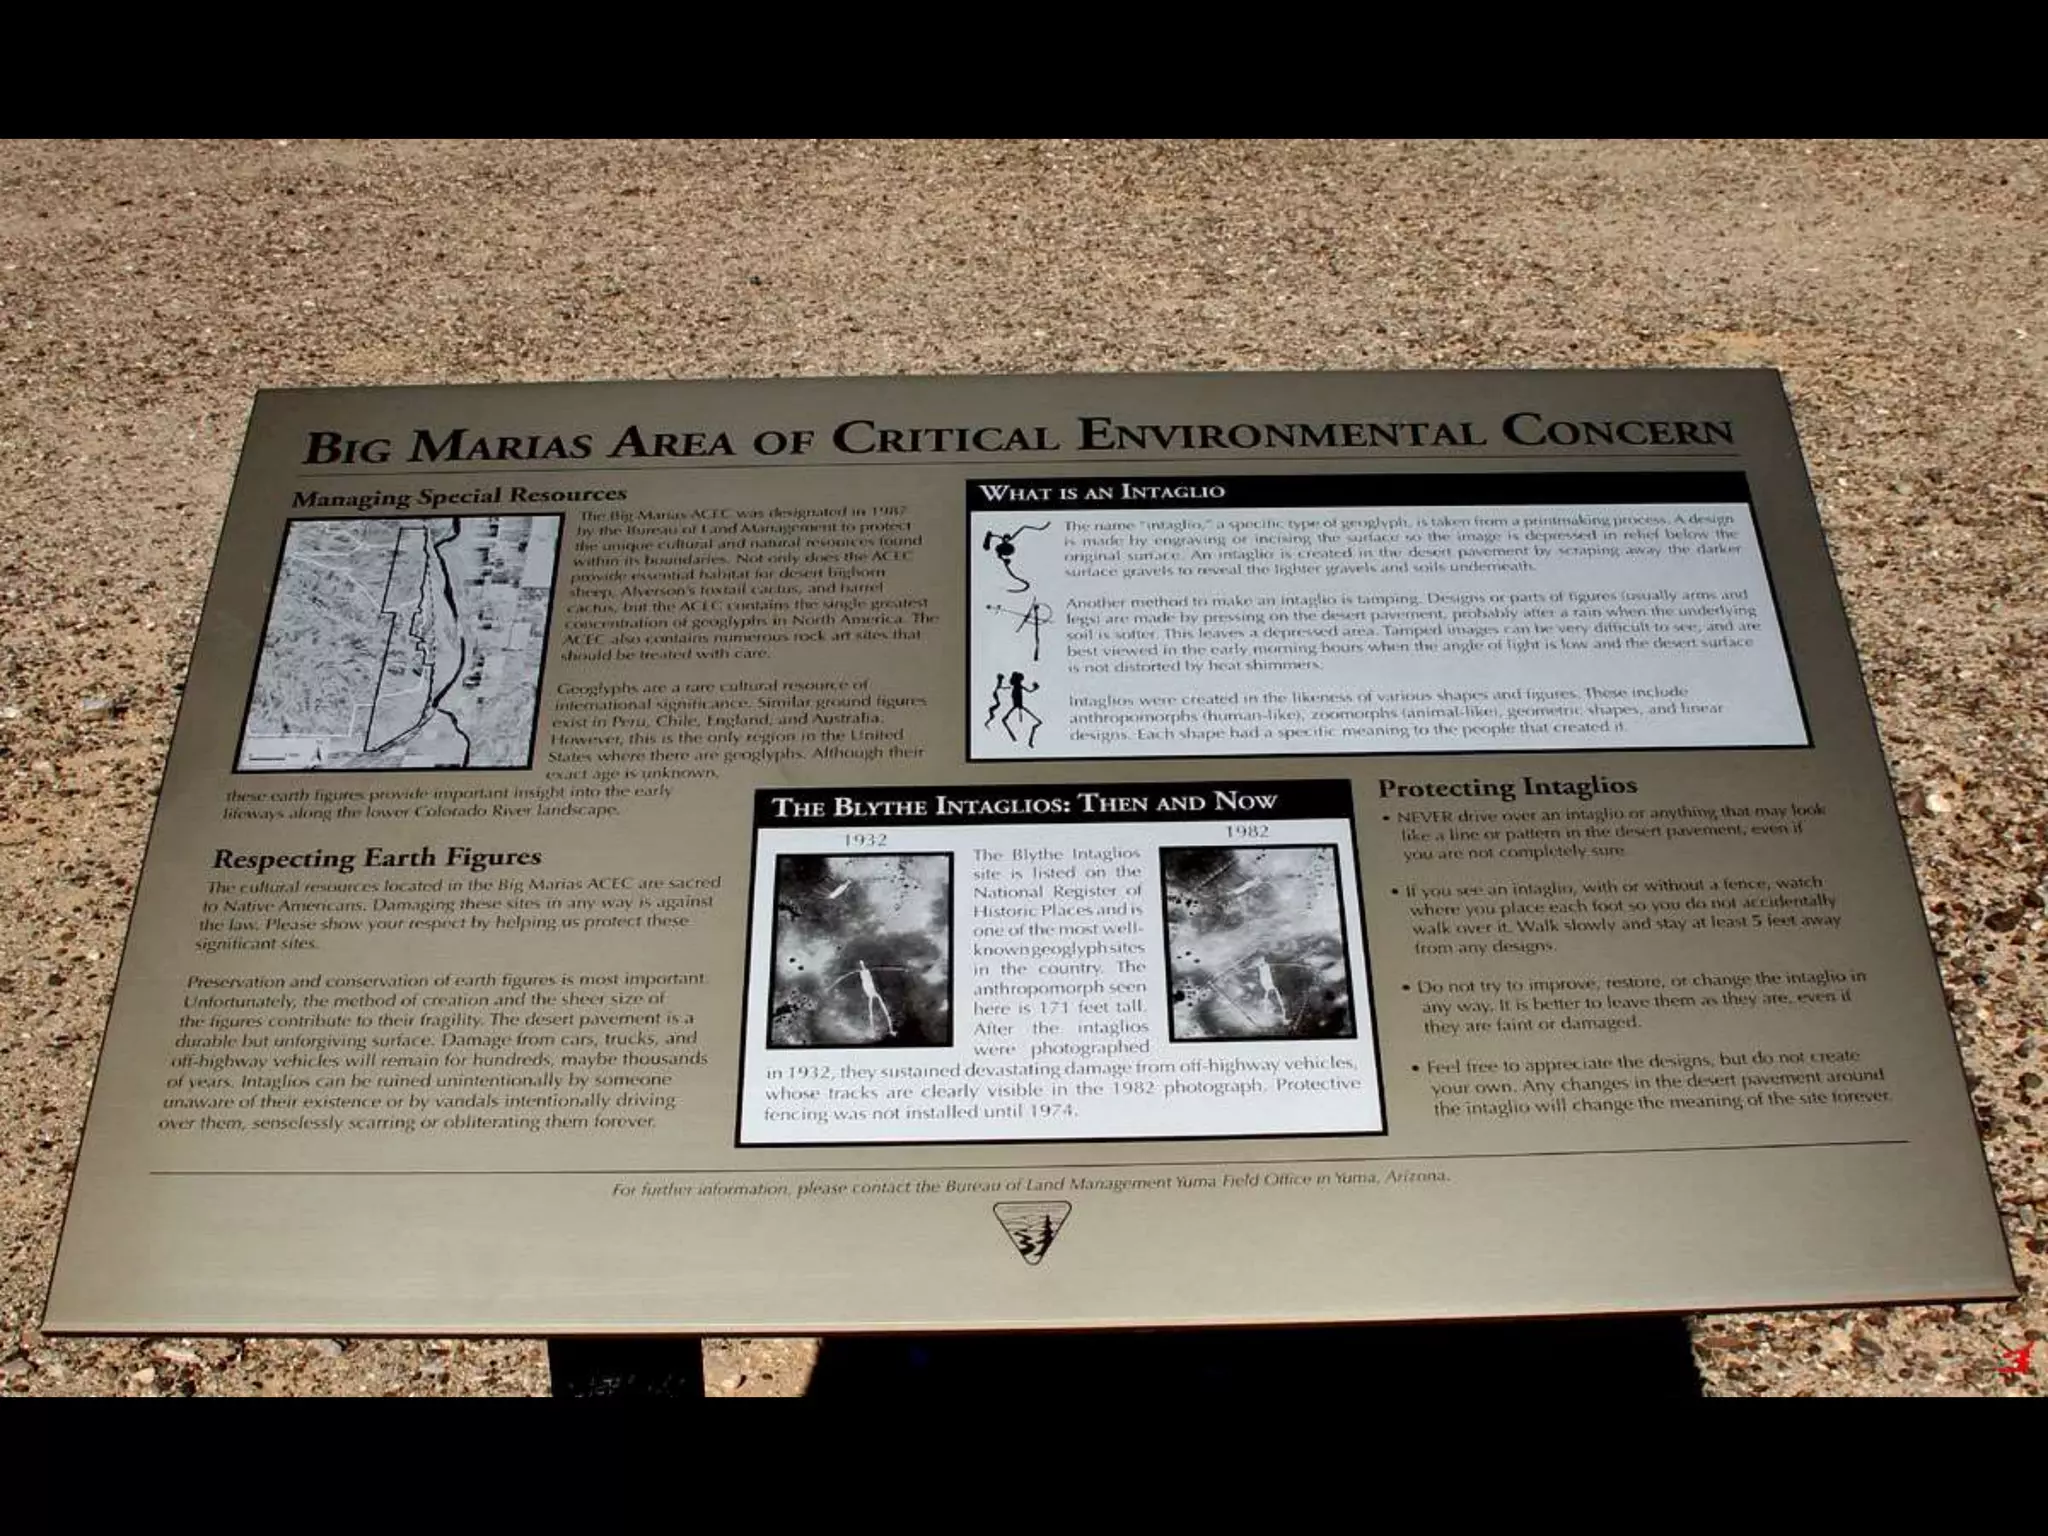 BIG MARIAS AREA OF CRITICAL ENVIRONMENTAL CONCERN
Managing Special Resources
The Big Marias ACEC was designated in 1987
by the Bureau of Land Management to protect
the unique cultural and natural resources found
within its boundaries. Not only does the ACEC
provide essential habitat for desert bighorn
sheep, Alverson's foxtail cactus, and barrel
cactus, but the ACEC contains the single greatest
concentration of geoglyphs in North America. The
ACEC also contains numerous rock art sites that
should be treated with care.
Geoglyphs are a rare cultural resource of
international significance. Similar ground figures
exist in Peru, Chile, England, and Australia.
However, this is the only region in the United
States where there are geoglyphs. Although their
exact age is unknown,
these earth figures provide important insight into the early
lifeways along the lower Colorado River landscape.
Respecting Earth Figures
The cultural resources located in the Big Marias ACEC are sacred
to Native Americans. Damaging these sites in any way is against
the law. Please show your respect by helping us protect these
significant sites.
Preservation and conservation of earth figures is most important.
Unfortunately, the method of creation and the sheer size of
the figures contribute to their fragility. The desert pavement is a
durable but unforgiving surface. Damage from cars, trucks, and
off-highway vehicles will remain for hundreds, maybe thousands
of years. Intaglios can be ruined unintentionally by someone
unaware of their existence or by vandals intentionally driving
over them, senselessly scarring or obliterating them forever.
WHAT IS AN INTAGLIO
The name "intaglio," a specific type of geoglyph, is taken from a printmaking process. A design
is made by engraving or incising the surface so the image is depressed in relief below the
original surface. An intaglio is created in the desert pavement by scraping away the darker
surface gravels to reveal the lighter gravels and soils underneath.
Another method to make an intaglio is tamping. Designs or parts of figures (usually arms and
legs) are made by pressing on the desert pavement, probably after a rain when the underlying
soil is softer. This leaves a depressed area. Tamped images can be very difficult to see, and are
best viewed in the early morning hours when the angle of light is low and the desert surface
is not distorted by heat shimmers.
Intaglios were created in the likeness of various shapes and figures. These include
anthropomorphs (human-like), zoomorphs (animal-like), geometric shapes, and linear
designs. Each shape had a specific meaning to the people that created it.
THE BLYTHE INTAGLIOS: THEN AND NOW
1932
1982
The Blythe Intaglios
site is listed on the
National Register of
Historic Places and is
one of the most well-
known geoglyph sites
in the country. The
anthropomorph seen
here is 171 feet tall.
After the intaglios
were photographed
in 1932, they sustained devastating damage from off-highway vehicles,
whose tracks are clearly visible in the 1982 photograph. Protective
fencing was not installed until 1974.
Protecting Intaglios
• NEVER drive over an intaglio or anything that may look
like a line or pattern in the desert pavement, even if
you are not completely sure.
• If you see an intaglio, with or without a fence, watch
where you place each foot so you do not accidentally
walk over it. Walk slowly and stay at least 5 feet away
from any designs.
• Do not try to improve, restore, or change the intaglio in
any way. It is better to leave them as they are, even if
they are faint or damaged.
• Feel free to appreciate the designs, but do not create
your own. Any changes in the desert pavement around
the intaglio will change the meaning of the site forever.
For further information, please contact the Bureau of Land Management Yuma Field Office in Yuma, Arizona.